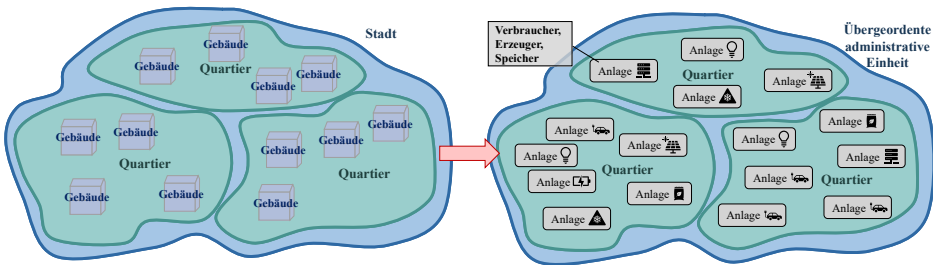 Stadt
Gebäude
Gebäude
Quartier
Gebäude
Gebäude
Gebäude
Gebäude
Quartier
Gebäude
Gebäude
Gebäude
Gebäude
Gebäude
Quartier
Gebäude
Übergeordente
administrative
Einheit
Verbraucher,
Erzeuger,
Speicher
Anlage
Anlage
Quartier
Anlage
Anlage
Anlage
Anlage
Anlage
Quartier
Anlage
Anlage
Anlage
Anlage
Anlage
Anlage
Anlage
Quartier
Anlage
Anlage
Anlage